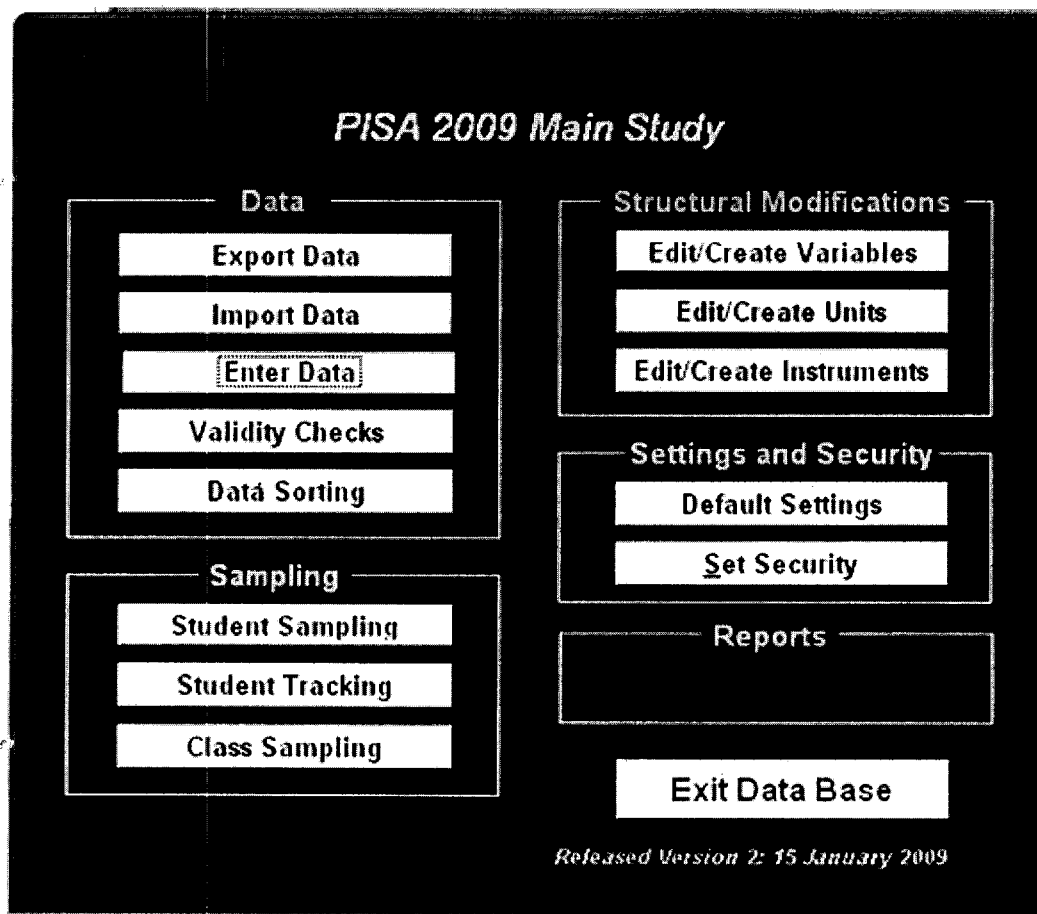 PISA 2009 Main Study
Data
Export Data
Import Data
Enter Data
Validity Checks
Data Sorting
Sampling
Student Sampling
Student Tracking
Class Sampling
Structural Modifications
Edit/Create Variables
Edit/Create Units
Edit/Create Instruments
Settings and Security
Default Settings
Set Security
Reports
Exit Data Base
Released Version 2: 15 January 2009